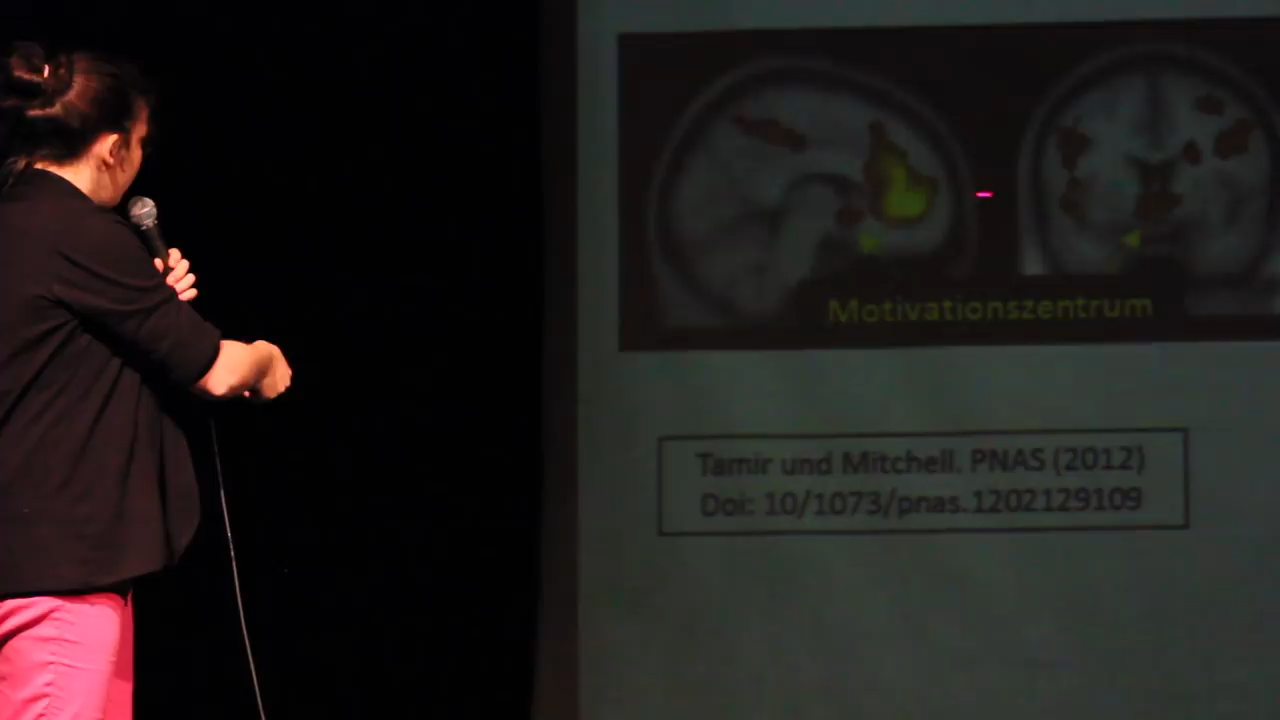 Motivationszentrum
Tamir und Mitchell. PNAS (2012)
Doi: 10/1073/pnas.1202129109